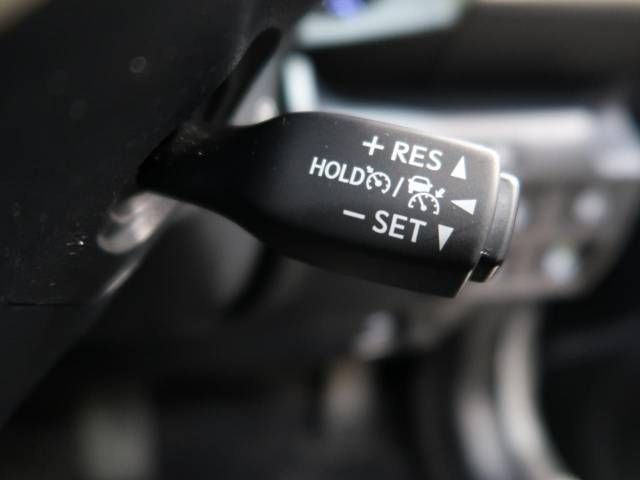 + RES ▲
HOLD / ◀
− SET ▼